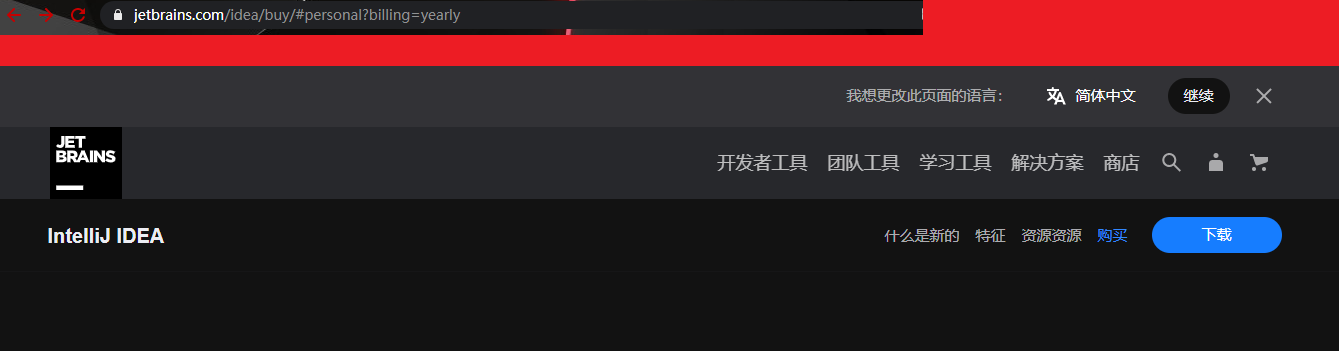 jetbrains.com/idea/buy/#personal?billing=yearly
我想更改此页面的语言：
简体中文
继续
JET
BRAINS
开发者工具 团队工具 学习工具 解决方案 商店
IntelliJ IDEA
什么是新的 特征 资源资源 购买
下载